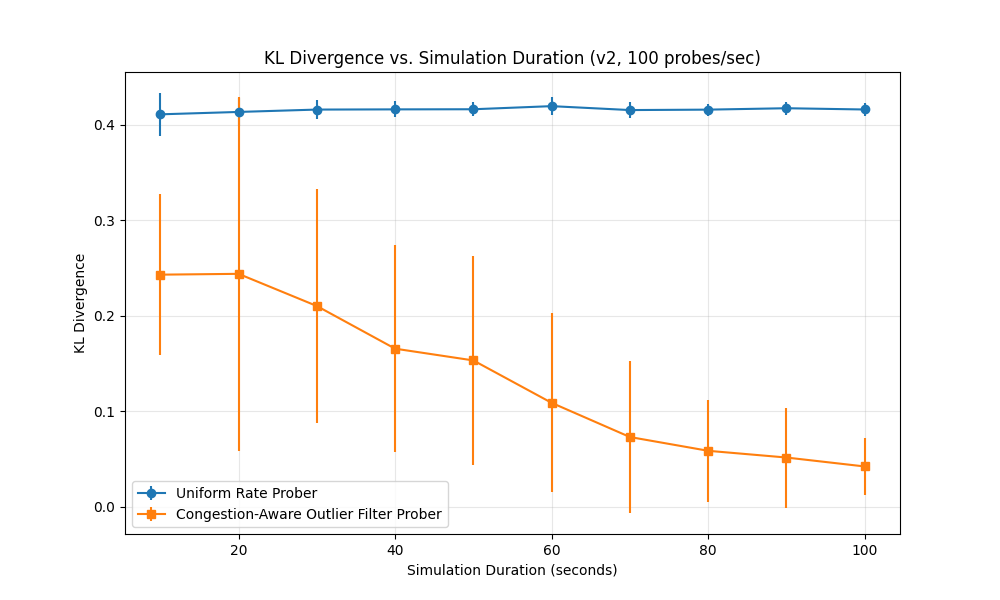 KL Divergence vs. Simulation Duration (v2, 100 probes/sec)
KL Divergence
0.4
0.3
0.2
0.1
0.0
Uniform Rate Prober
Congestion-Aware Outlier Filter Prober
20 40 60 80 100
Simulation Duration (seconds)